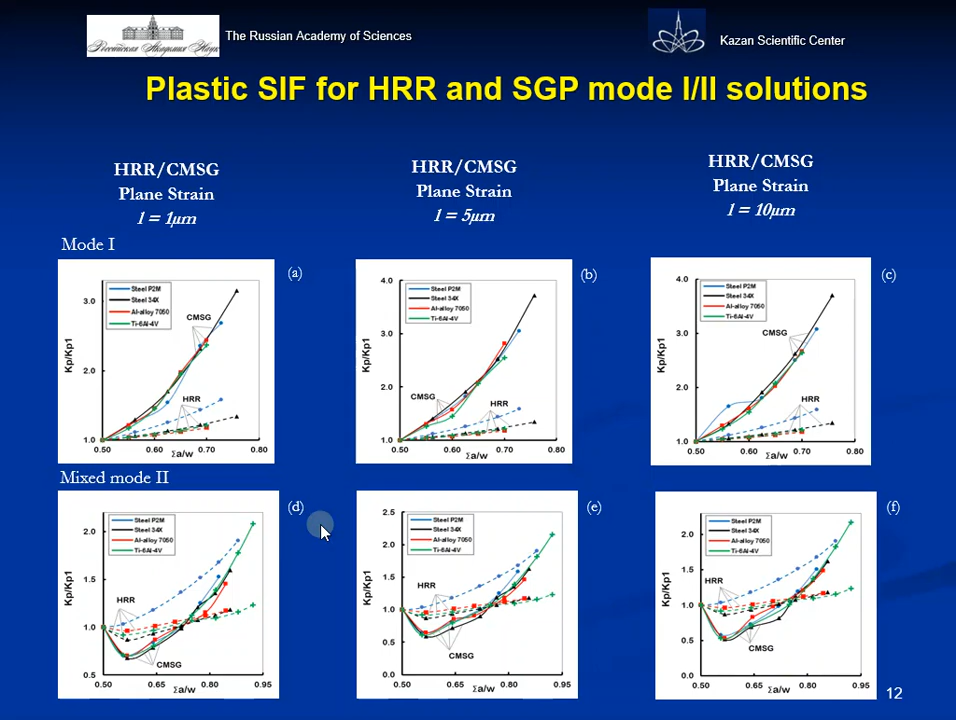 Российская Академия Наук
The Russian Academy of Sciences
Kazan Scientific Center
Plastic SIF for HRR and SGP mode I/II solutions
HRR/CMSG
Plane Strain
l = 1μm
HRR/CMSG
Plane Strain
l = 5μm
HRR/CMSG
Plane Strain
l = 10μm
Mode I
(a)
Kp/Kp1
3.0
2.0
1.0
Steel P2M
Steel 34X
Al-alloy 7050
Ti-6Al-4V
CMSG
HRR
0.50
0.60
0.70
0.80
Σa/w
(b)
Kp/Kp1
4.0
3.0
2.0
1.0
Steel P2M
Steel 34X
Al-alloy 7050
Ti-6Al-4V
CMSG
HRR
0.50
0.60
0.70
0.80
Σa/w
(c)
Kp/Kp1
4.0
3.0
2.0
1.0
Steel P2M
Steel 34X
Al-alloy 7050
Ti-6Al-4V
CMSG
HRR
0.50
0.60
0.70
0.80
Σa/w
Mixed mode II
(d)
Kp/Kp1
2.0
1.5
1.0
0.5
Steel P2M
Steel 34X
Al-alloy 7050
Ti-6Al-4V
HRR
CMSG
0.50
0.65
0.80
0.95
Σa/w
(e)
Kp/Kp1
2.5
2.0
1.5
1.0
0.5
0.0
Steel P2M
Steel 34X
Al-alloy 7050
Ti-6Al-4V
HRR
CMSG
0.50
0.65
0.80
0.95
Σa/w
(f)
Kp/Kp1
2.0
1.5
1.0
0.5
0.0
Steel P2M
Steel 34X
Al-alloy 7050
Ti-6Al-4V
HRR
CMSG
0.50
0.65
0.80
0.95
Σa/w
12